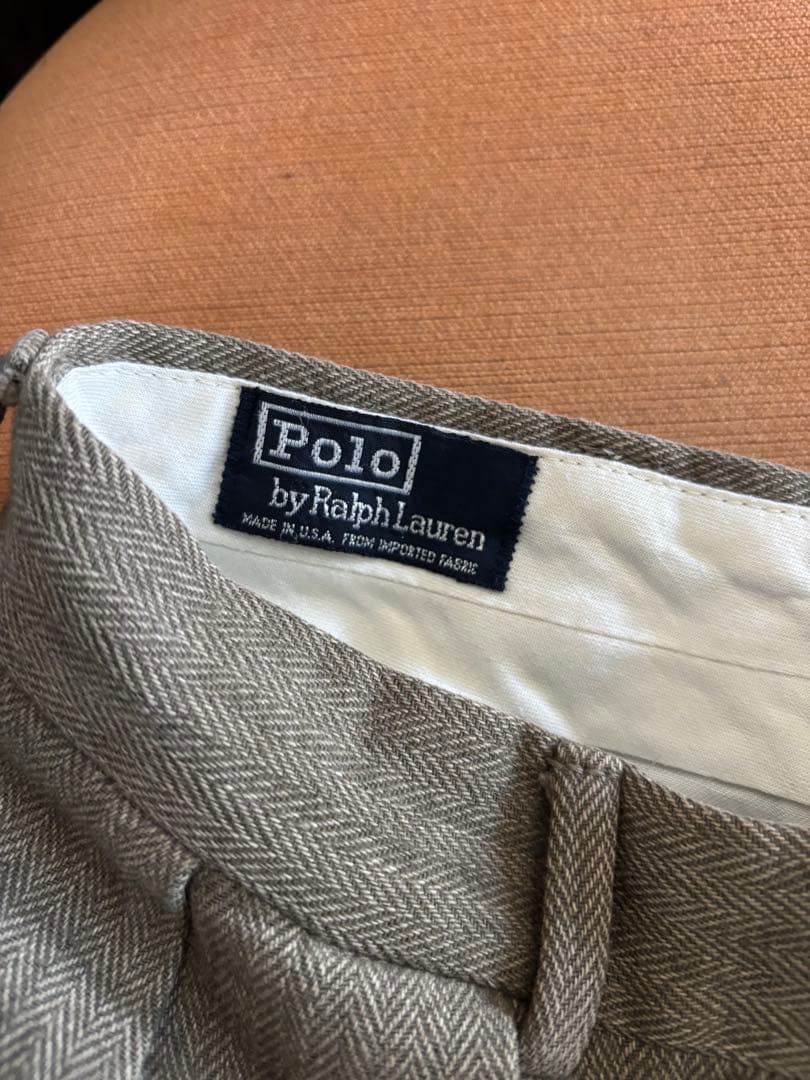 Polo
by Ralph Lauren
MADE IN U.S.A. FROM IMPORTED FABRIC